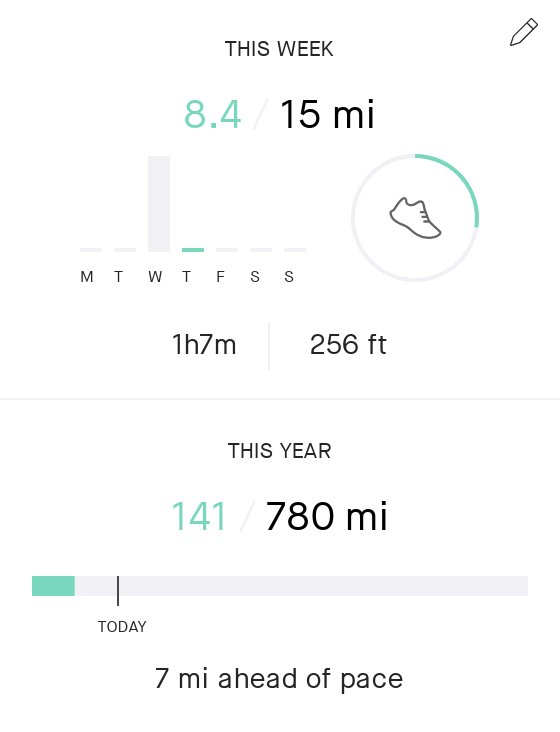 THIS WEEK
8.4 / 15 mi
M T W T F S S
1h7m 256 ft
THIS YEAR
141 / 780 mi
TODAY
7 mi ahead of pace